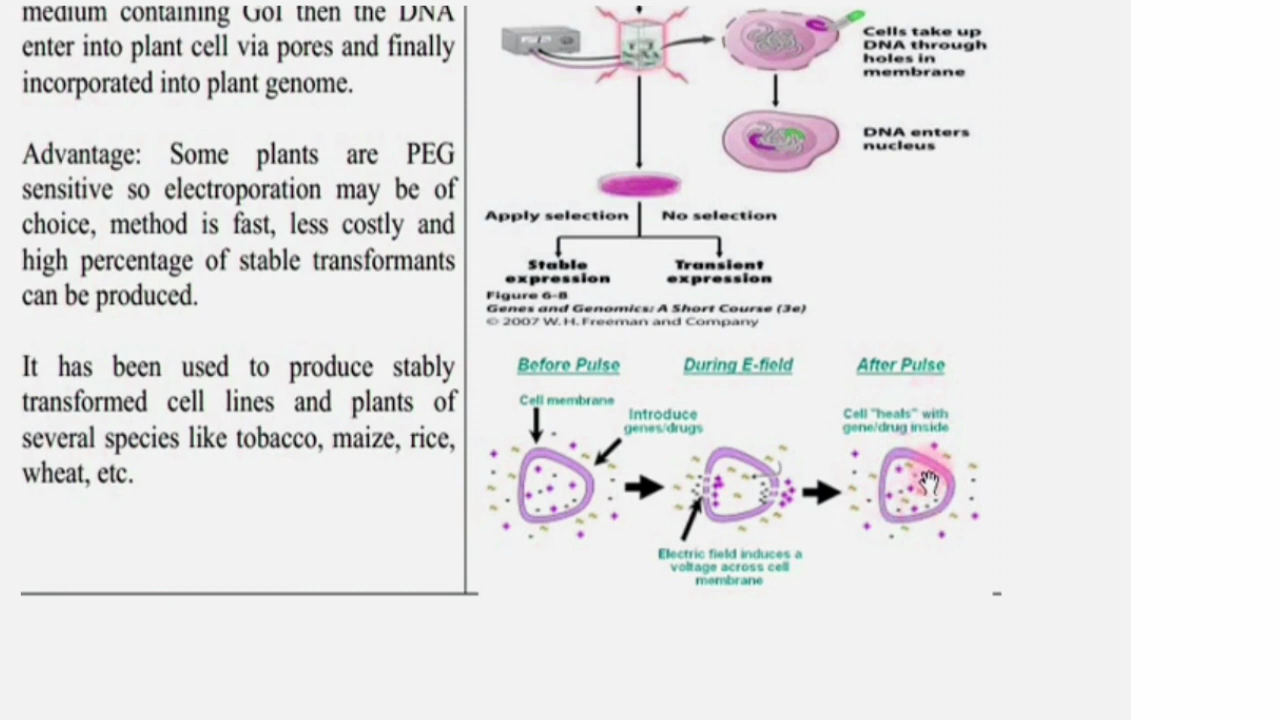 medium containing GoI then the DNA
enter into plant cell via pores and finally
incorporated into plant genome.
Advantage: Some plants are PEG
sensitive so electroporation may be of
choice, method is fast, less costly and
high percentage of stable transformants
can be produced.
It has been used to produce stably
transformed cell lines and plants of
several species like tobacco, maize, rice,
wheat, etc.
Cells take up
DNA through
holes in
membrane
DNA enters
nucleus
Apply selection
No selection
Stable
expression
Transient
expression
Figure 6-8
Genes and Genomics: A Short Course (3e)
© 2007 W. H. Freeman and Company
Before Pulse
During E-field
After Pulse
Cell membrane
Introduce
genes/drugs
Cell "heals" with
gene/drug inside
Electric field induces a
voltage across cell
membrane